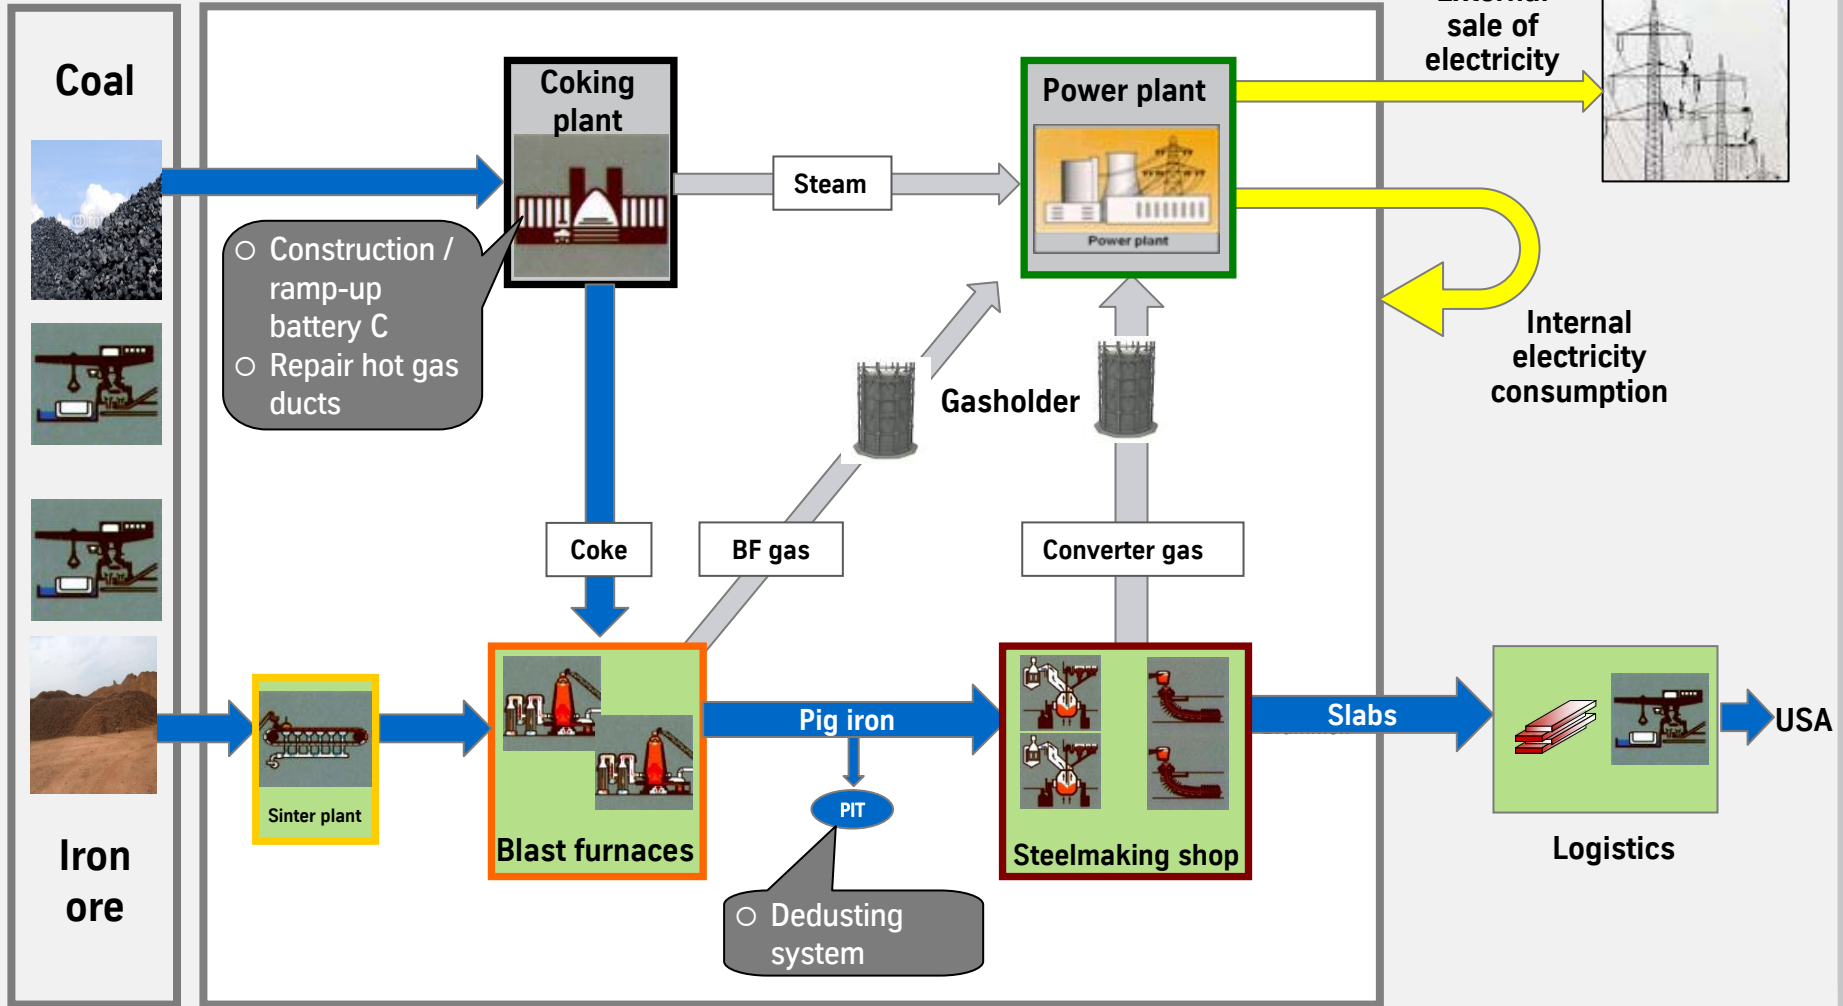 External
sale of
electricity
Coal
Coking
plant
Power plant
Power plant
Steam
○ Construction /
ramp-up
battery C
○ Repair hot gas
ducts
Internal
electricity
consumption
Gasholder
Coke
BF gas
Converter gas
Pig iron
Slabs
USA
PIT
Sinter plant
Blast furnaces
Steelmaking shop
Logistics
Iron
ore
○ Dedusting
system